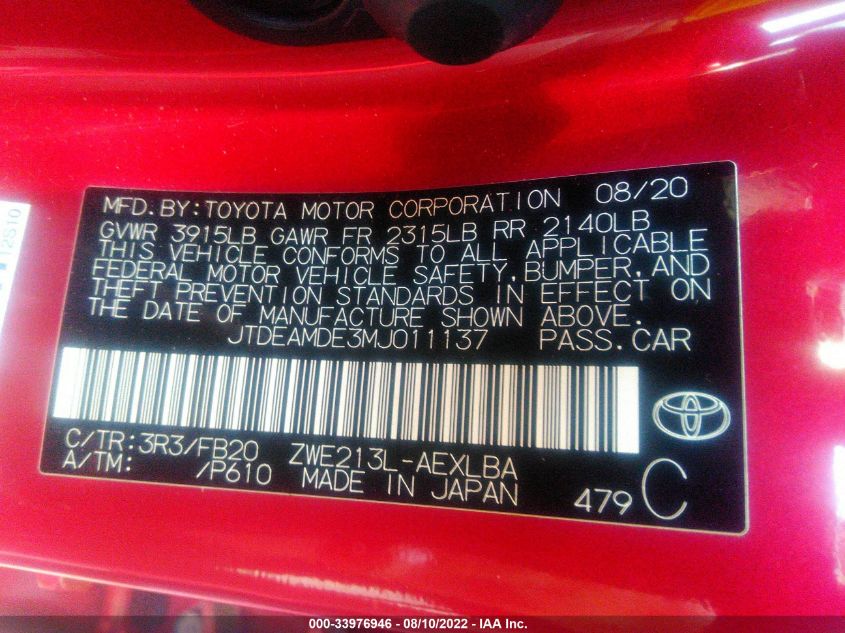 MFD. BY: TOYOTA MOTOR CORPORATION 08/20
GVWR 3915LB GAWR FR 2315LB RR 2140LB
THIS VEHICLE CONFORMS TO ALL APPLICABLE
FEDERAL MOTOR VEHICLE SAFETY, BUMPER, AND
THEFT PREVENTION STANDARDS IN EFFECT ON
THE DATE OF MANUFACTURE SHOWN ABOVE.
JTDEAMDE3MJ011137 PASS. CAR
C/TR: 3R3/FB20 ZWE213L-AEXLBA
A/TM: /P610 MADE IN JAPAN 479 C
000-33976946 - 08/10/2022 - IAA Inc.